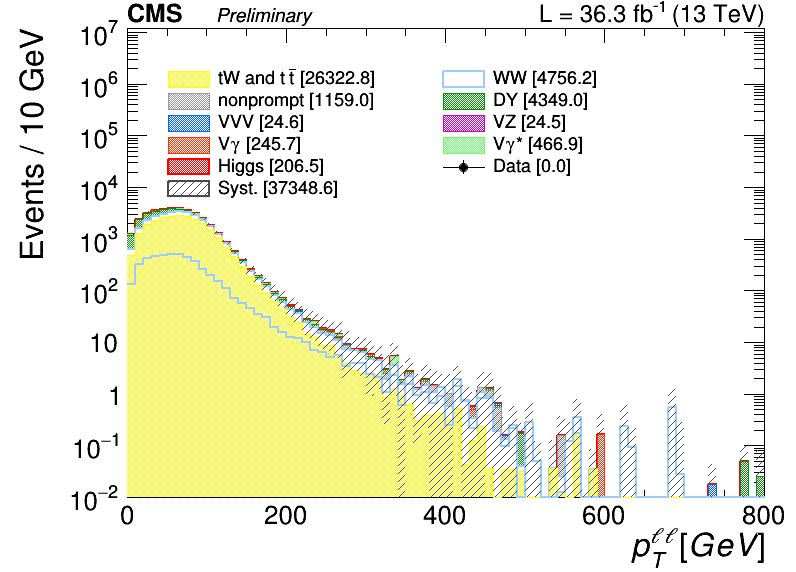 CMS Preliminary L = 36.3 fb⁻¹ (13 TeV)
Events / 10 GeV
10⁷
10⁶
10⁵
10⁴
10³
10²
10
1
10⁻¹
10⁻²
tW and tt̄ [26322.8] WW [4756.2]
nonprompt [1159.0] DY [4349.0]
VVV [24.6] VZ [24.5]
Vγ [245.7] Vγ* [466.9]
Higgs [206.5] Data [0.0]
Syst. [37348.6]
0 200 400 600 800
p_T^{ℓℓ} [GeV]